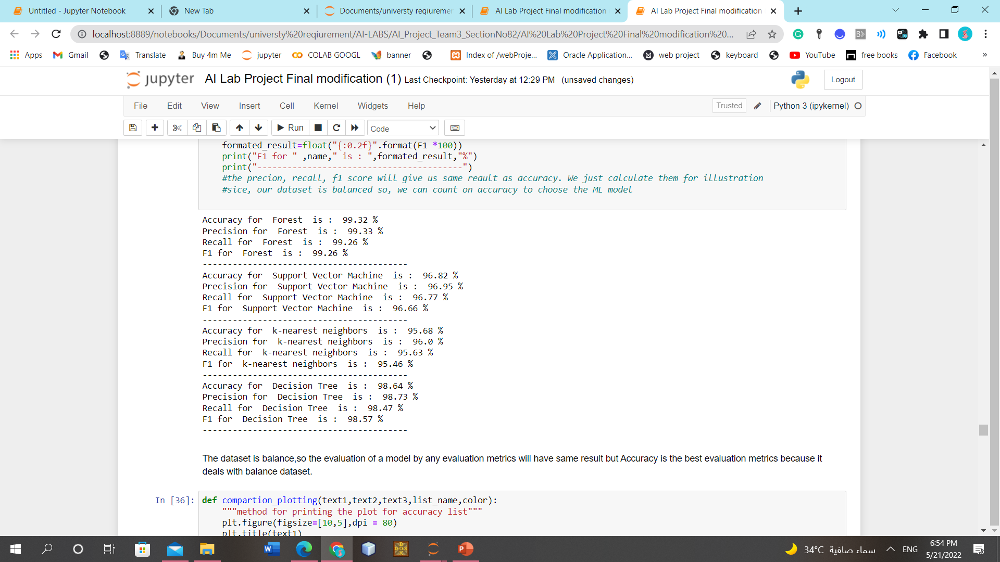 Untitled - Jupyter Notebook
New Tab
Documents/universty reqiuremen
AI Lab Project Final modification
AI Lab Project Final modification
localhost:8889/notebooks/Documents/universty%20reqiurement/AI-LABS/AI_Project_Team3_SectionNo82/AI%20Lab%20Project%20Final%20modification%20...
Apps Gmail Translate Buy 4m Me jupyter COLAB GOOGL banner Index of /webProje... Oracle Application... web project keyboard YouTube free books Facebook »
jupyter AI Lab Project Final modification (1) Last Checkpoint: Yesterday at 12:29 PM (unsaved changes) Logout
File Edit View Insert Cell Kernel Widgets Help Trusted Python 3 (ipykernel)
Run Code
formated_result=float("{:0.2f}".format(F1 *100))
print("F1 for " ,name," is : ",formated_result,"%")
print("-----------------------------------------")
#the precion, recall, f1 score will give us same reault as accuracy. We just calculate them for illustration
#sice, our dataset is balanced so, we can count on accuracy to choose the ML model
Accuracy for  Forest  is :  99.32 %
Precision for  Forest  is :  99.33 %
Recall for  Forest  is :  99.26 %
F1 for  Forest  is :  99.26 %
-----------------------------------------
Accuracy for  Support Vector Machine  is :  96.82 %
Precision for  Support Vector Machine  is :  96.95 %
Recall for  Support Vector Machine  is :  96.77 %
F1 for  Support Vector Machine  is :  96.66 %
-----------------------------------------
Accuracy for  k-nearest neighbors  is :  95.68 %
Precision for  k-nearest neighbors  is :  96.0 %
Recall for  k-nearest neighbors  is :  95.63 %
F1 for  k-nearest neighbors  is :  95.46 %
-----------------------------------------
Accuracy for  Decision Tree  is :  98.64 %
Precision for  Decision Tree  is :  98.73 %
Recall for  Decision Tree  is :  98.47 %
F1 for  Decision Tree  is :  98.57 %
-----------------------------------------
The dataset is balance,so the evaluation of a model by any evaluation metrics will have same result but Accuracy is the best evaluation metrics because it
deals with balance dataset.
In [36]: def compartion_plotting(text1,text2,text3,list_name,color):
"""method for printing the plot for accuracy list"""
plt.figure(figsize=[10,5],dpi = 80)
plt.title(text1)
34°C سماء صافية ENG
6:54 PM
5/21/2022